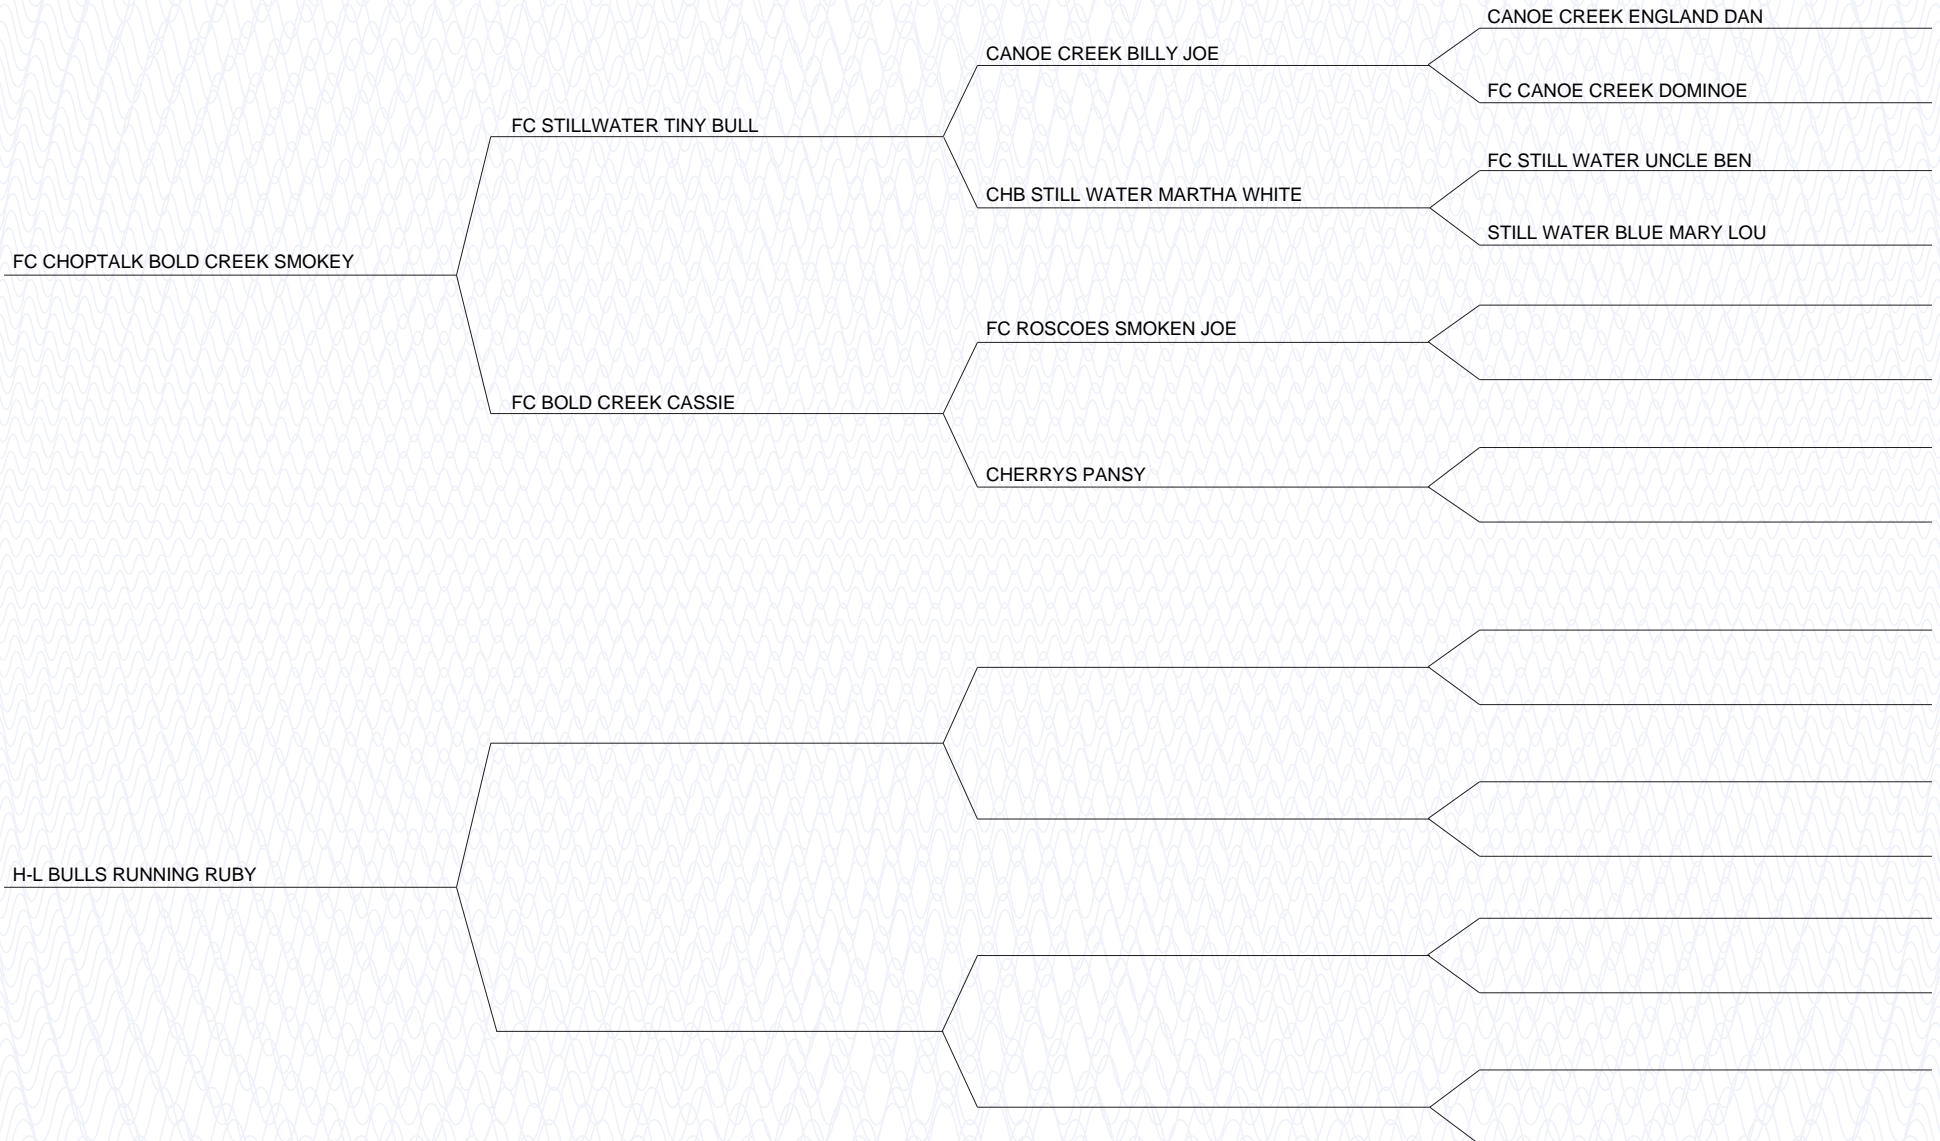 CANOE CREEK ENGLAND DAN
CANOE CREEK BILLY JOE
FC CANOE CREEK DOMINOE
FC STILLWATER TINY BULL
FC STILL WATER UNCLE BEN
CHB STILL WATER MARTHA WHITE
STILL WATER BLUE MARY LOU
FC CHOPTALK BOLD CREEK SMOKEY
FC ROSCOES SMOKEN JOE
FC BOLD CREEK CASSIE
CHERRYS PANSY
H-L BULLS RUNNING RUBY